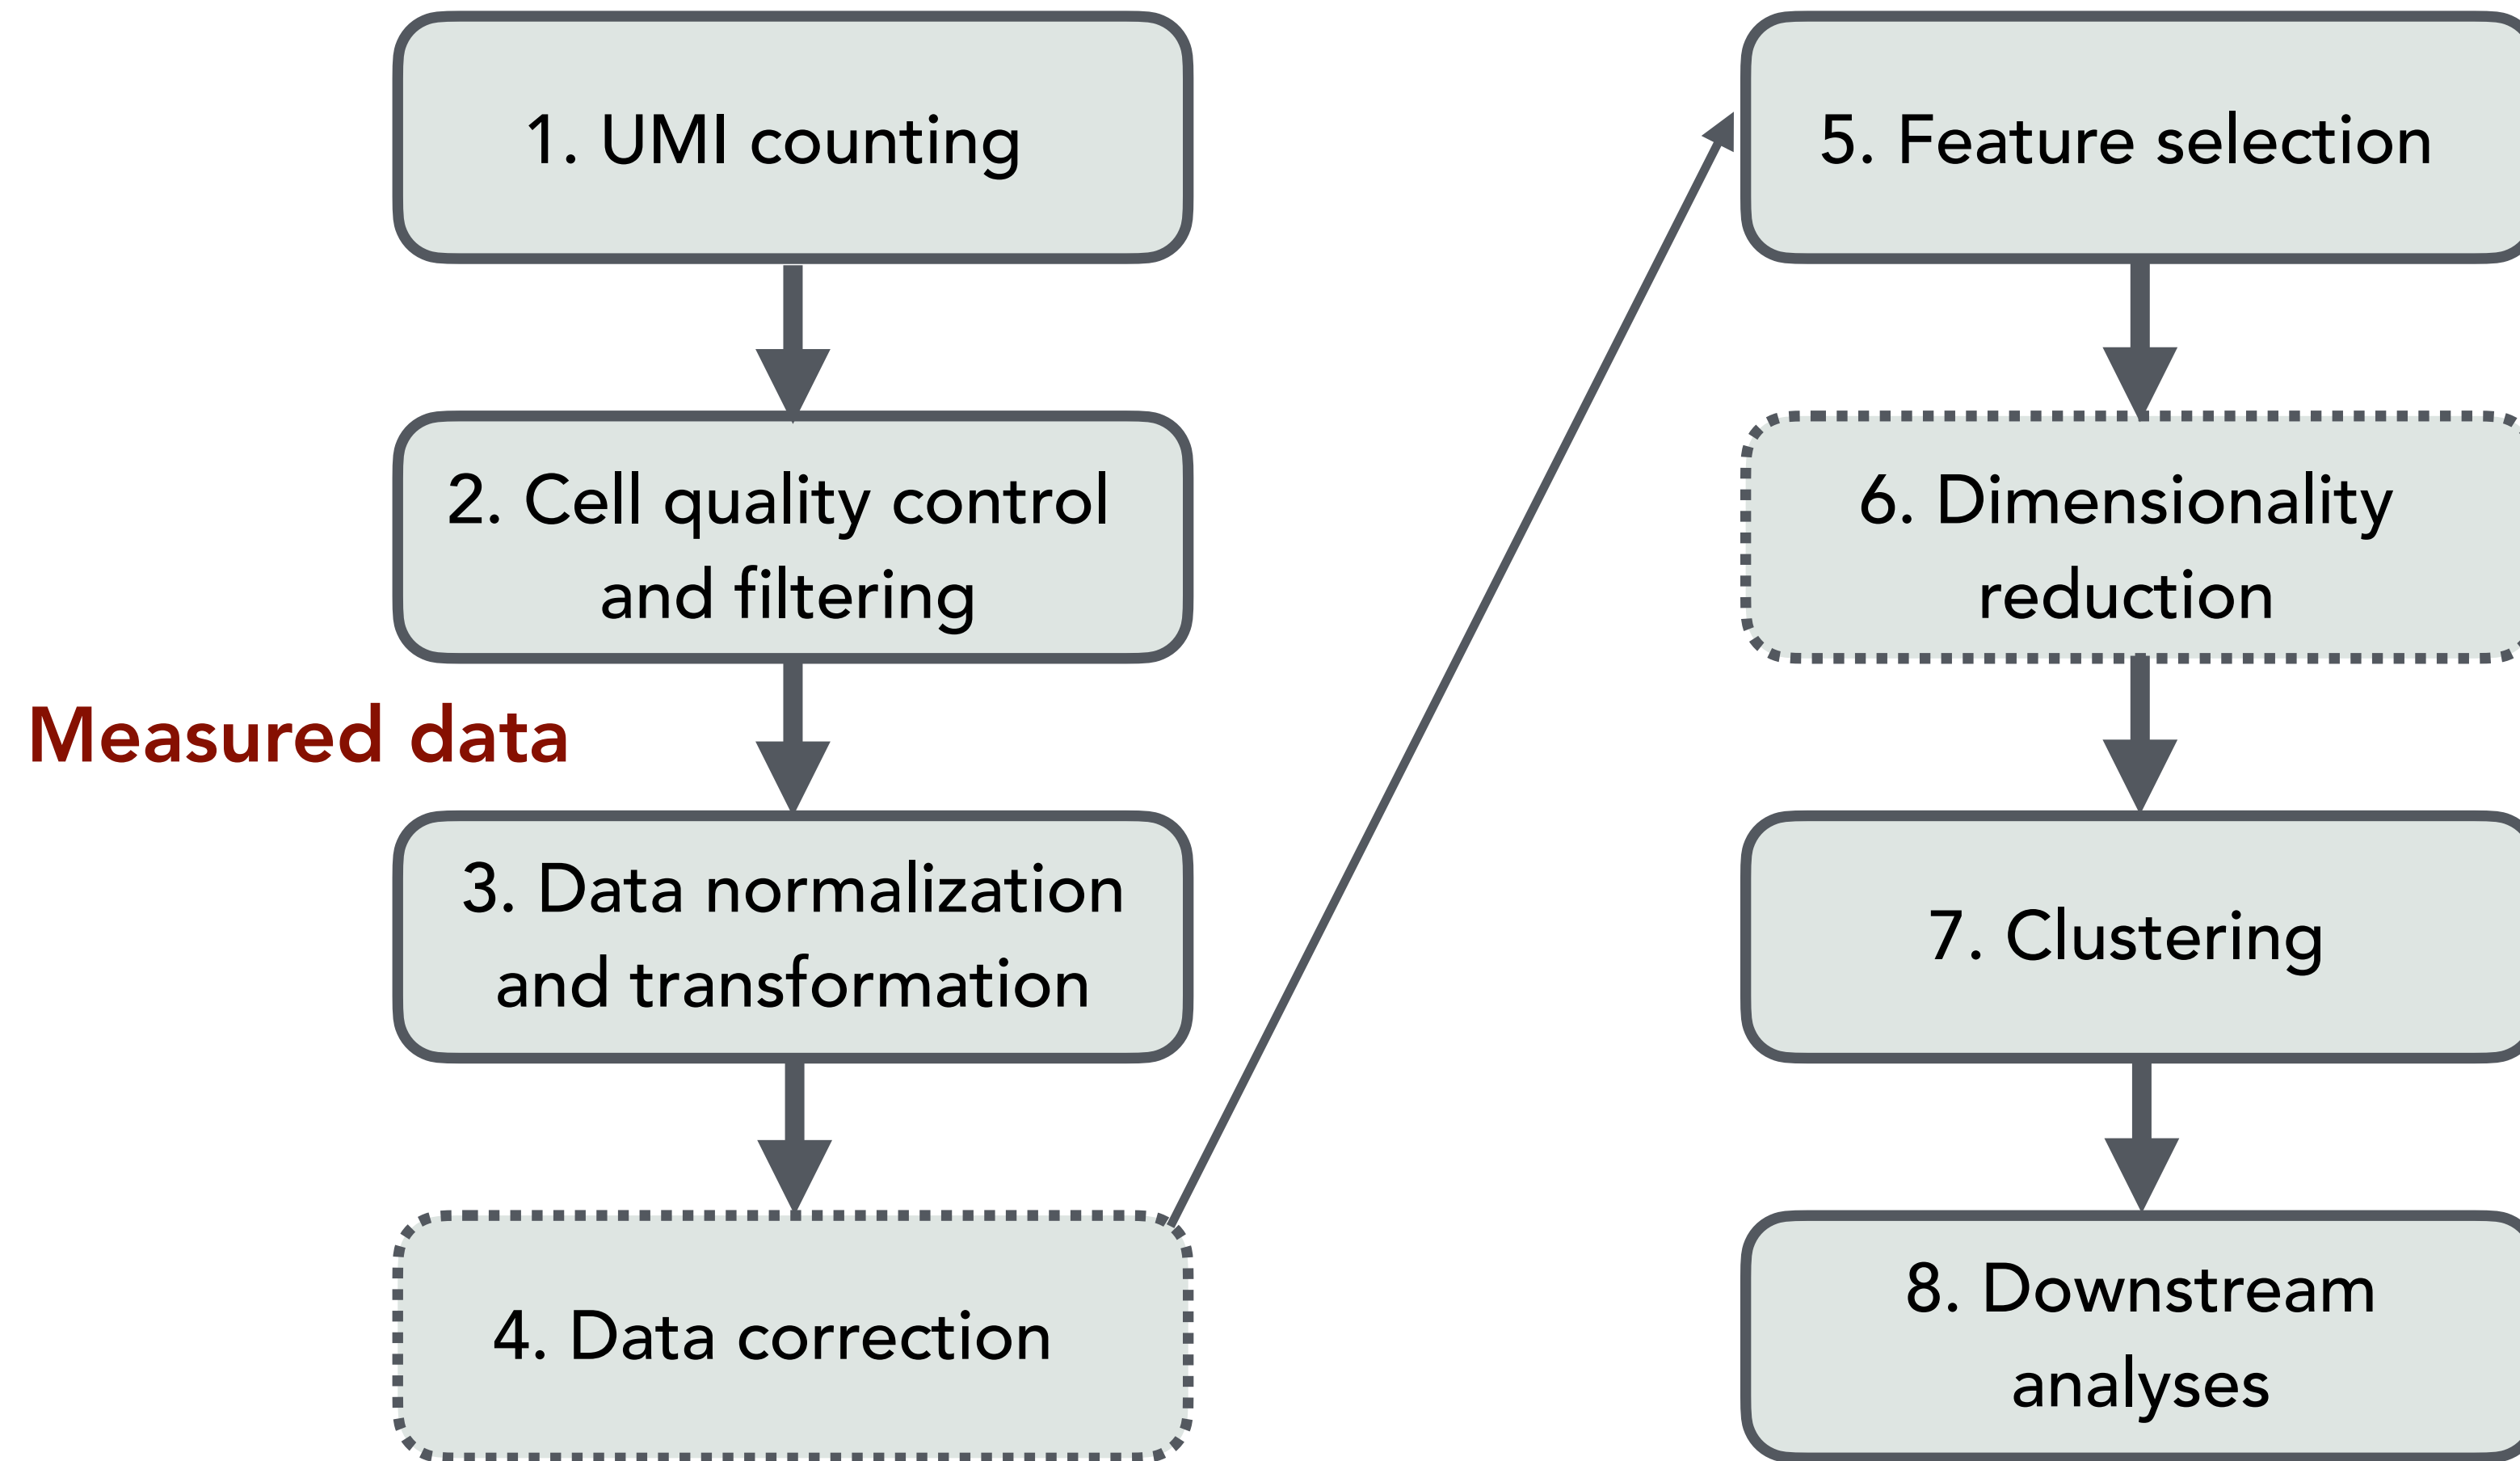 1. UMI counting
2. Cell quality control
and filtering
Measured data
3. Data normalization
and transformation
4. Data correction
5. Feature selection
6. Dimensionality
reduction
7. Clustering
8. Downstream
analyses